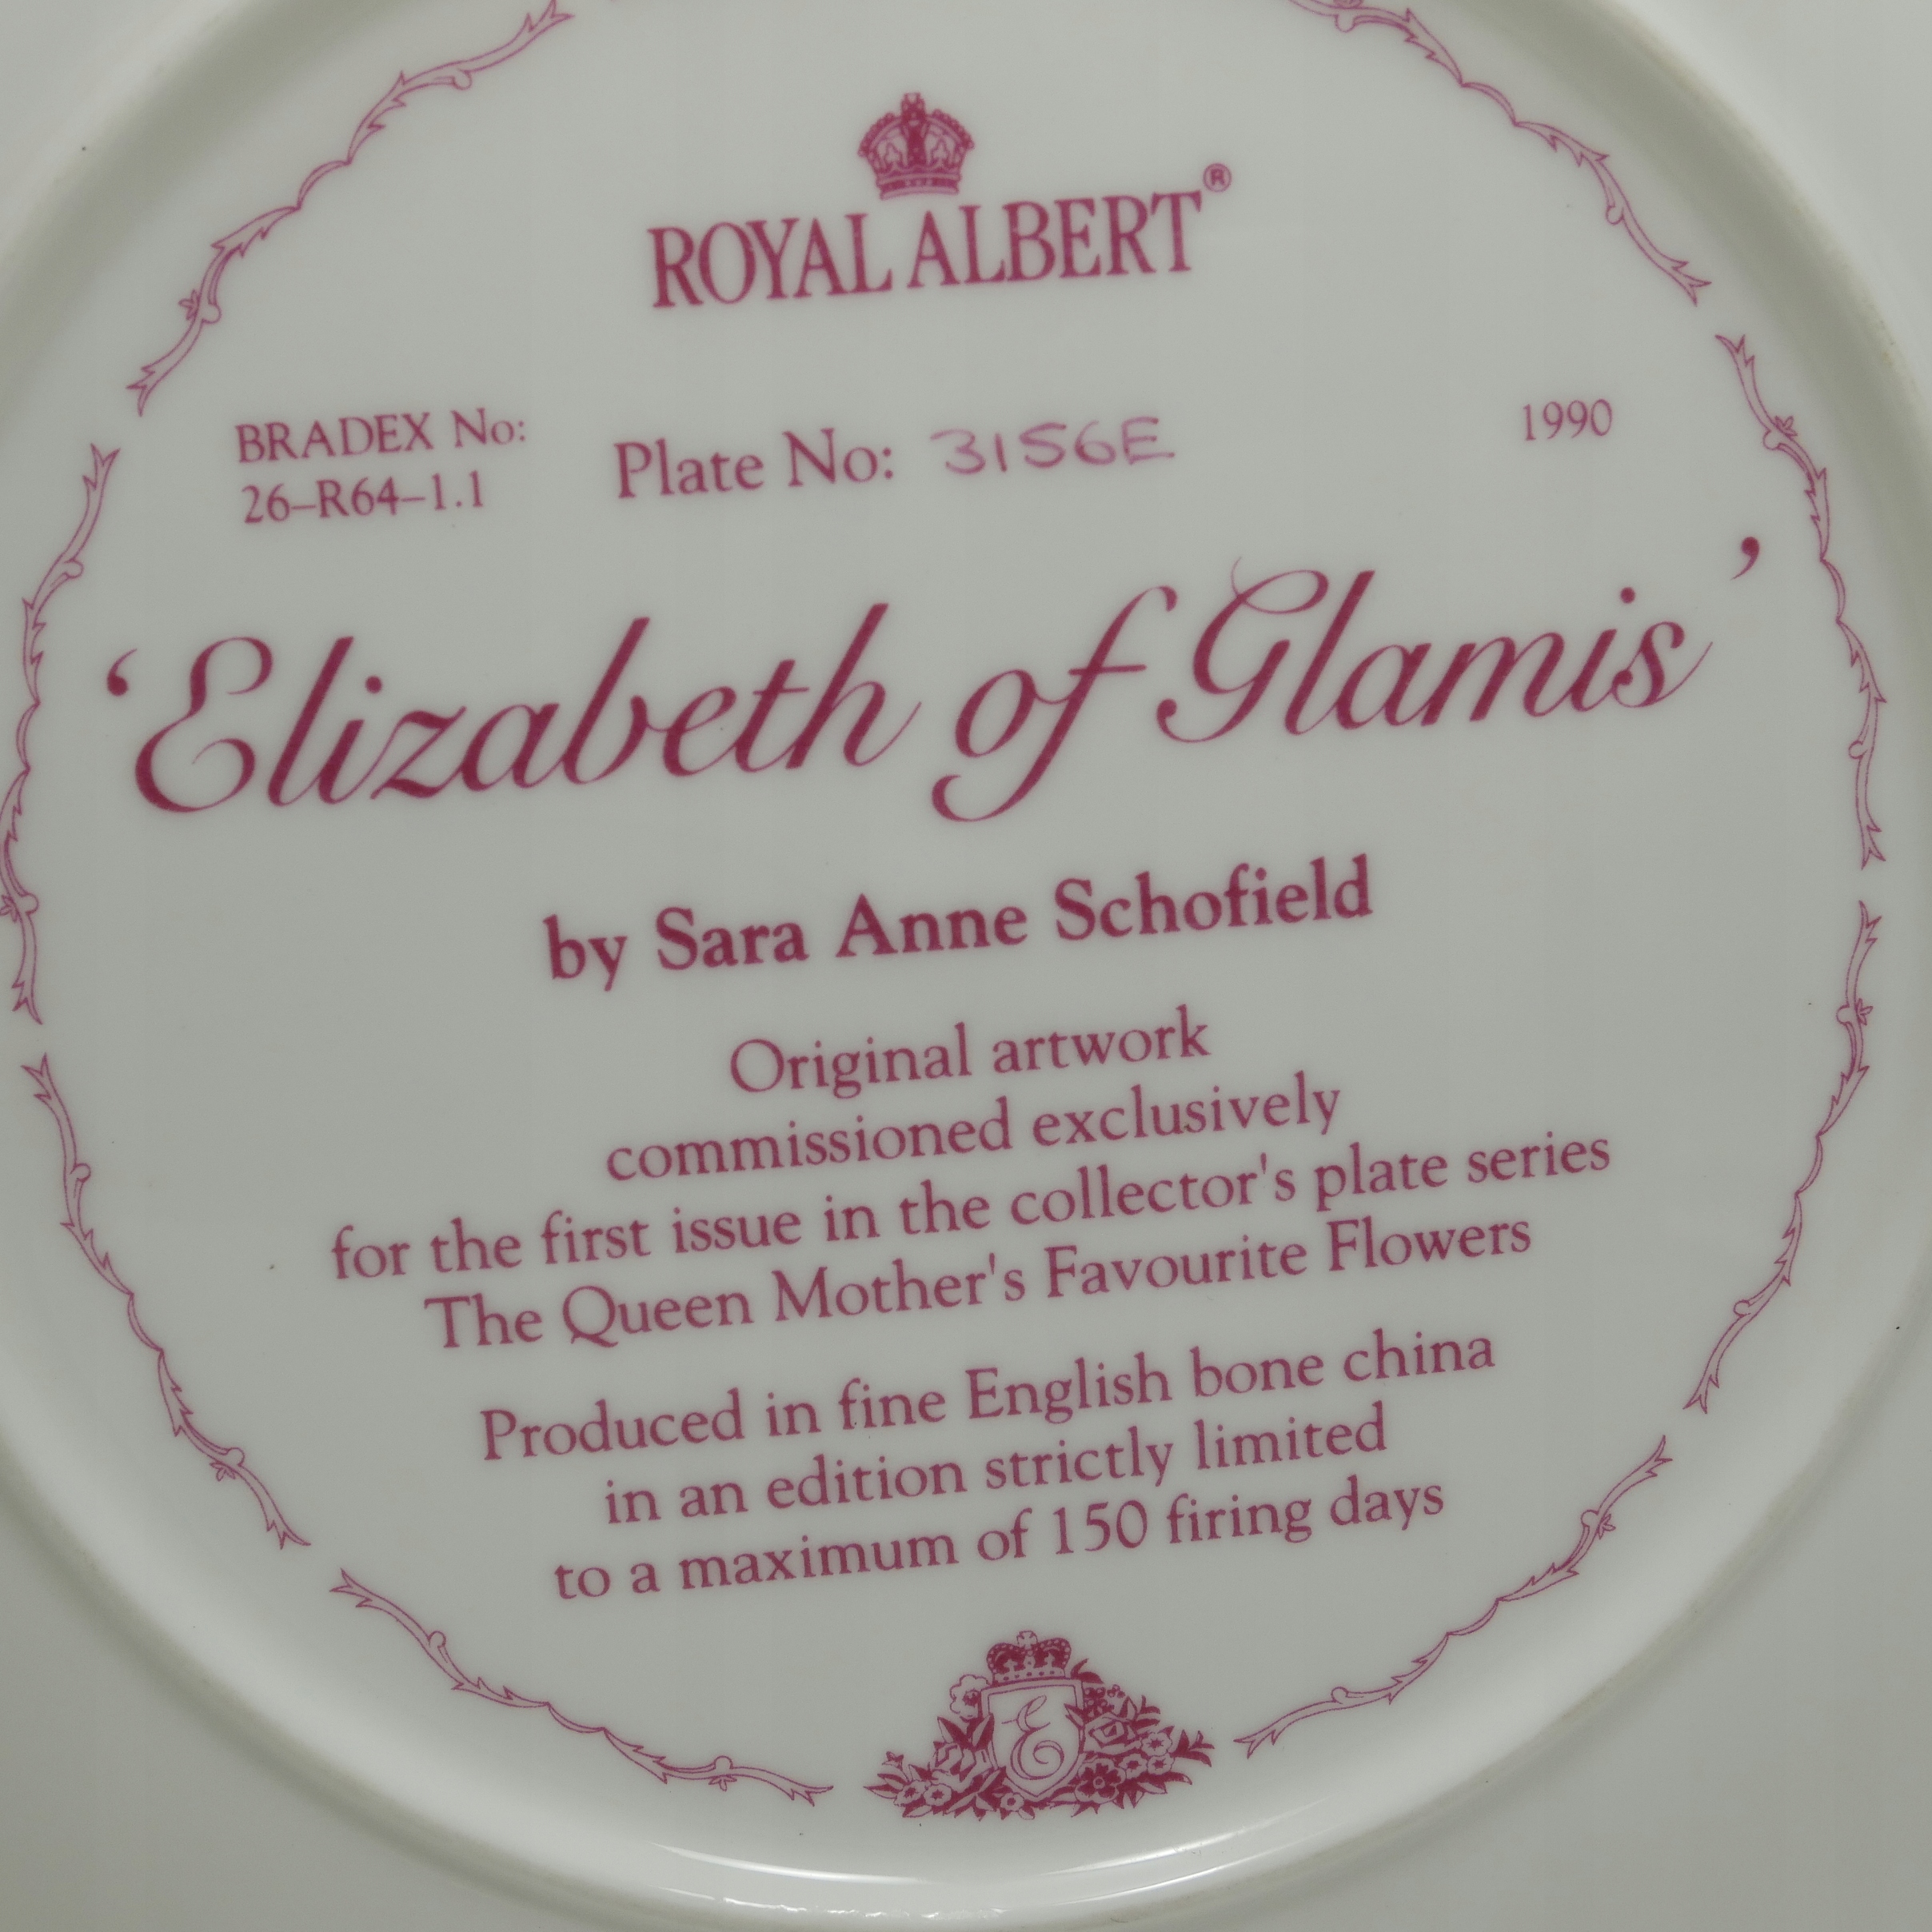 ROYAL ALBERT®
BRADEX No:
26–R64–1.1
Plate No: 3156E
1990
‘Elizabeth of Glamis’
by Sara Anne Schofield
Original artwork
commissioned exclusively
for the first issue in the collector's plate series
The Queen Mother's Favourite Flowers
Produced in fine English bone china
in an edition strictly limited
to a maximum of 150 firing days
E